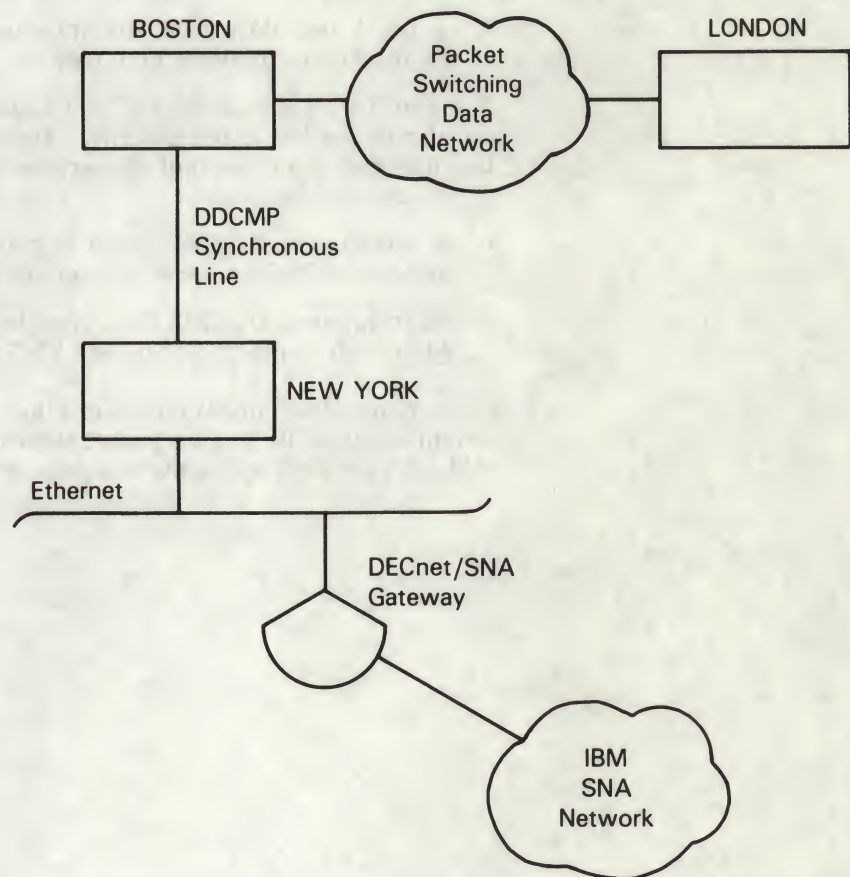 BOSTON
Packet
Switching
Data
Network
LONDON
DDCMP
Synchronous
Line
NEW YORK
Ethernet
DECnet/SNA
Gateway
IBM
SNA
Network